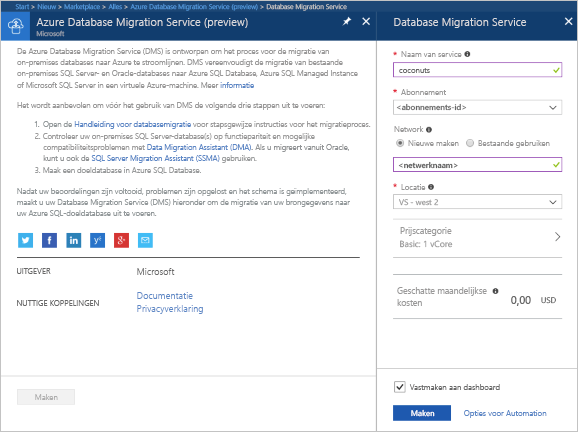 Start > Nieuw > Marketplace > Alles > Azure Database Migration Service (preview) > Database Migration Service
Azure Database Migration Service (preview)
Microsoft
De Azure Database Migration Service (DMS) is ontworpen om het proces voor de migratie van
on-premises databases naar Azure te stroomlijnen. DMS vereenvoudigt de migratie van bestaande
on-premises SQL Server- en Oracle-databases naar Azure SQL Database, Azure SQL Managed Instance
of Microsoft SQL Server in een virtuele Azure-machine. Meer informatie
Het wordt aanbevolen om vóór het gebruik van DMS de volgende drie stappen uit te voeren:
1. Open de Handleiding voor databasemigratie voor stapsgewijze instructies voor het migratieproces.
2. Controleer uw on-premises SQL Server-database(s) op functiepariteit en mogelijke
compatibiliteitsproblemen met Data Migration Assistant (DMA). Als u migreert vanuit Oracle,
kunt u ook de SQL Server Migration Assistant (SSMA) gebruiken.
3. Maak een doeldatabase in Azure SQL Database.
Nadat uw beoordelingen zijn voltooid, problemen zijn opgelost en het schema is geïmplementeerd,
maakt u uw Database Migration Service (DMS) hieronder om de migratie van uw brongegevens naar
uw Azure SQL-doeldatabase uit te voeren.
UITGEVER Microsoft
NUTTIGE KOPPELINGEN Documentatie
Privacyverklaring
Maken
Database Migration Service
* Naam van service
coconuts
* Abonnement
<abonnements-id>
Network
Nieuwe maken Bestaande gebruiken
<netwerknaam>
* Locatie
VS - west 2
Prijscategorie
Basic: 1 vCore
Geschatte maandelijkse
kosten 0,00 USD
Vastmaken aan dashboard
Maken Opties voor Automation